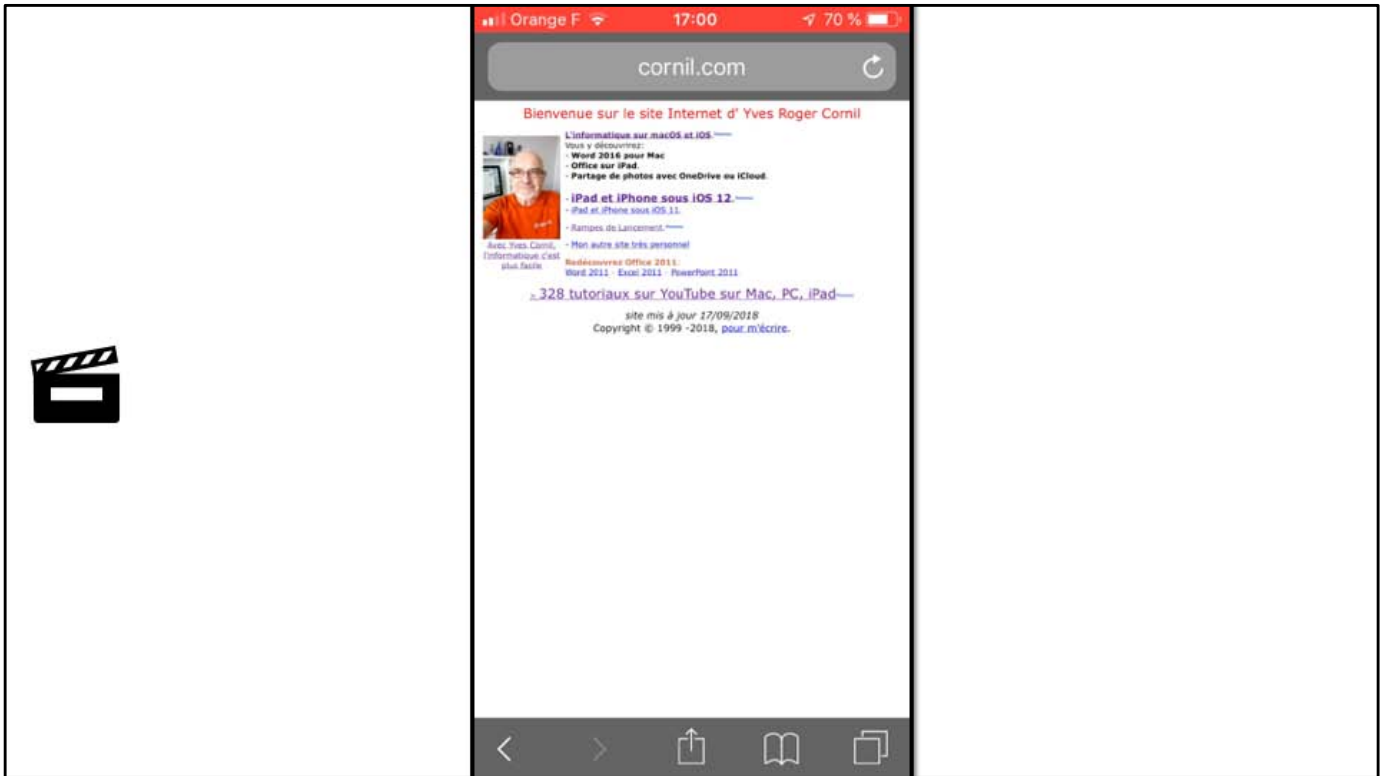 Orange F 17:00 70 %
cornil.com
Bienvenue sur le site Internet d' Yves Roger Cornil
L'informatique sur macOS et iOS.
Vous y découvrirez:
- Word 2016 pour Mac
- Office sur iPad.
- Partage de photos avec OneDrive ou iCloud.
- iPad et iPhone sous iOS 12.
- iPad et iPhone sous iOS 11.
- Rampes de Lancement.
- Mon autre site très personnel
Avec Yves Cornil,
l'informatique c'est
plus facile
Redécouvrez Office 2011:
Word 2011 - Excel 2011 - PowerPoint 2011
> 328 tutoriaux sur YouTube sur Mac, PC, iPad
site mis à jour 17/09/2018
Copyright © 1999 -2018, pour m'écrire.